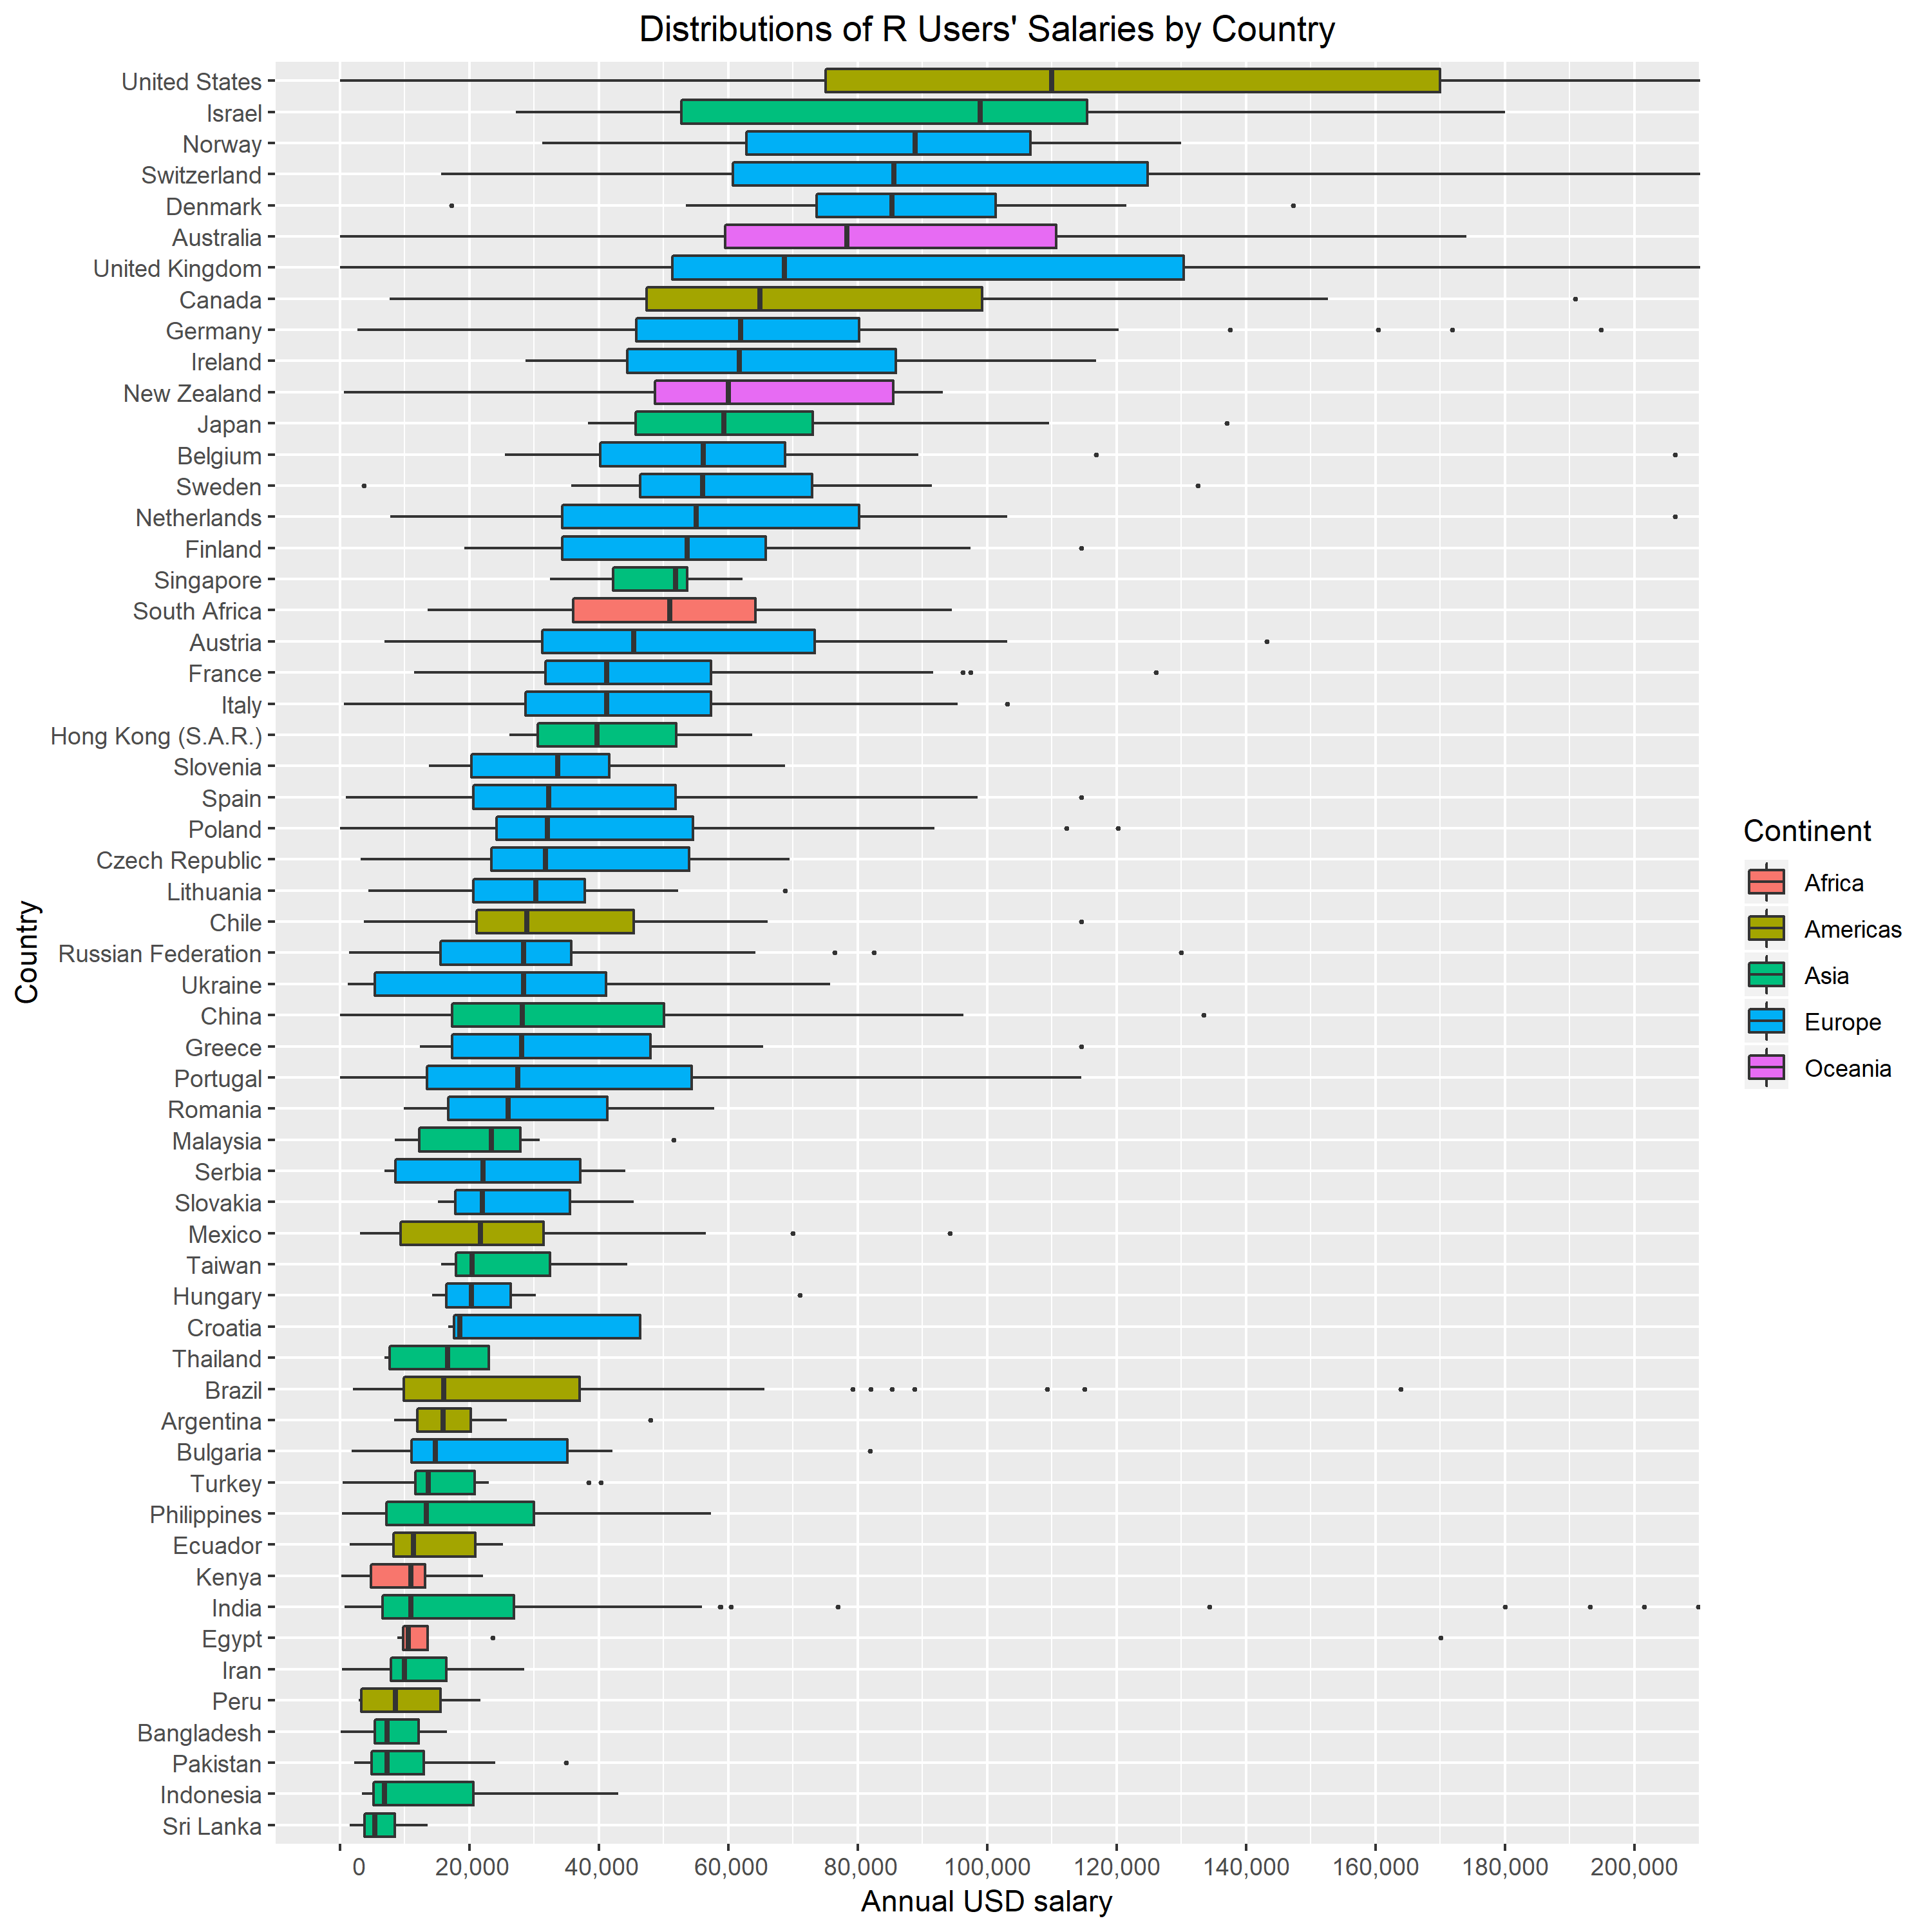 Distributions of R Users' Salaries by Country
United States
Israel
Norway
Switzerland
Denmark
Australia
United Kingdom
Canada
Germany
Ireland
New Zealand
Japan
Belgium
Sweden
Netherlands
Finland
Singapore
South Africa
Austria
France
Italy
Hong Kong (S.A.R.)
Slovenia
Spain
Poland
Czech Republic
Lithuania
Chile
Russian Federation
Ukraine
China
Greece
Portugal
Romania
Malaysia
Serbia
Slovakia
Mexico
Taiwan
Hungary
Croatia
Thailand
Brazil
Argentina
Bulgaria
Turkey
Philippines
Ecuador
Kenya
India
Egypt
Iran
Peru
Bangladesh
Pakistan
Indonesia
Sri Lanka
Country
0 20,000 40,000 60,000 80,000 100,000 120,000 140,000 160,000 180,000 200,000
Annual USD salary
Continent
Africa
Americas
Asia
Europe
Oceania